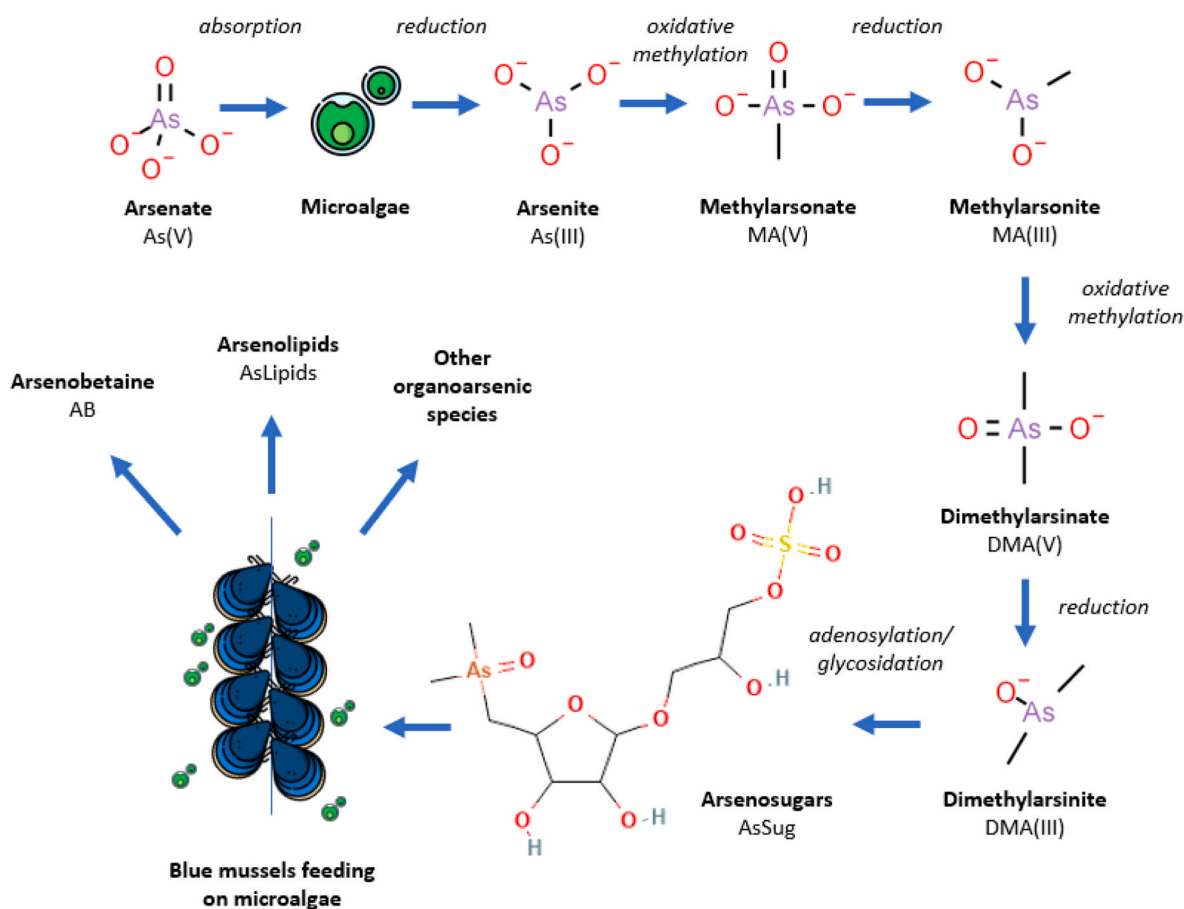 absorption
reduction
oxidative
methylation
reduction
O
As
O⁻
O⁻
O⁻
O⁻
O⁻
As
O⁻
O
O⁻
As
O⁻
O⁻
As
O⁻
Arsenate
As(V)
Microalgae
Arsenite
As(III)
Methylarsonate
MA(V)
Methylarsonite
MA(III)
oxidative
methylation
Arsenobetaine
AB
Arsenolipids
AsLipids
Other
organoarsenic
species
O
As
O⁻
Dimethylarsinate
DMA(V)
reduction
O
H
O
S
O
O
adenosylation/
glycosidation
As
O
O
O
O
H
O
H
O
H
O⁻
As
Arsenosugars
AsSug
Dimethylarsinite
DMA(III)
Blue mussels feeding
on microalgae